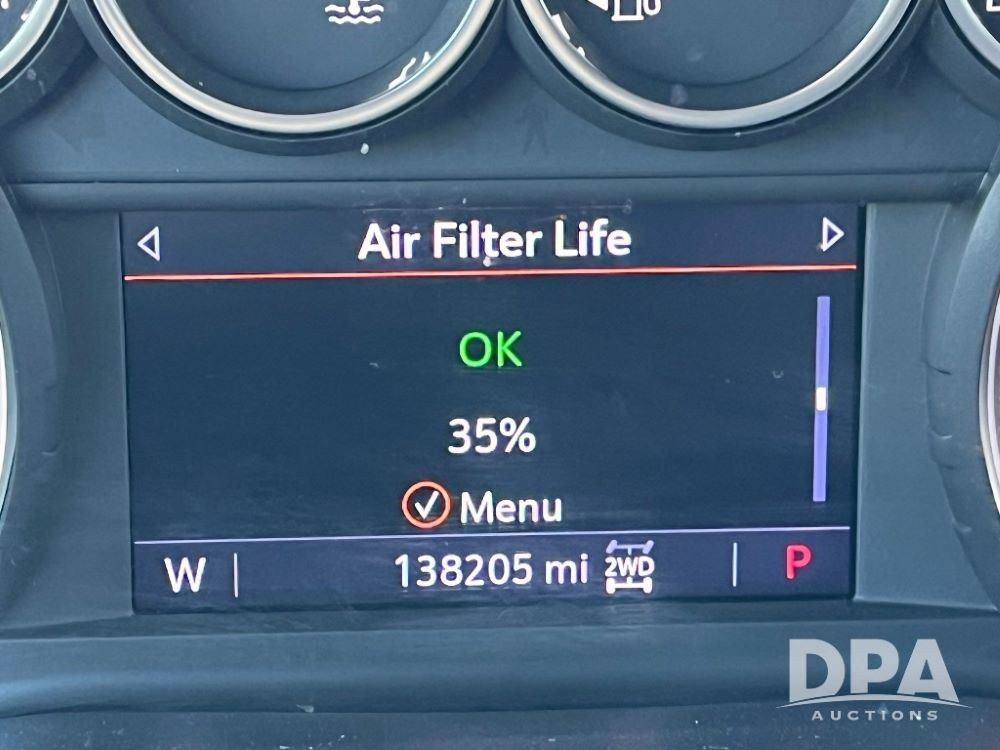 Air Filter Life
OK
35%
Menu
W 138205 mi 2WD P
DPA
AUCTIONS